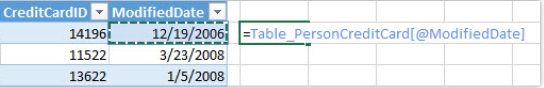 CreditCardID ModifiedDate
14196 12/19/2006 =Table_PersonCreditCard[@ModifiedDate]
11522 3/23/2008
13622 1/5/2008